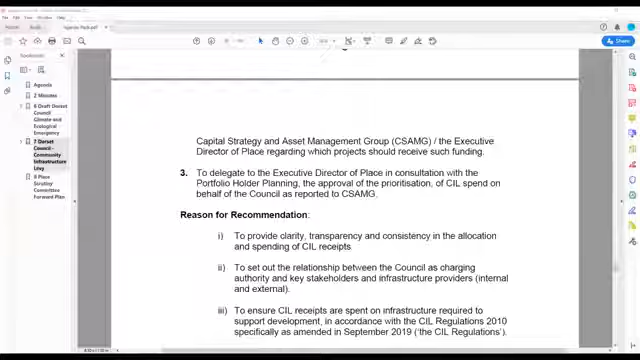 Home Tools Agenda Pack.pdf
Share
Bookmarks
Agenda
2 Minutes
6 Draft Dorset
Council
Climate and
Ecological
Emergency
7 Dorset
Council -
Community
Infrastructure
Levy
8 Place
Scrutiny
Committee
Forward Plan
Capital Strategy and Asset Management Group (CSAMG) / the Executive
Director of Place regarding which projects should receive such funding.
3. To delegate to the Executive Director of Place in consultation with the
Portfolio Holder Planning, the approval of the prioritisation, of CIL spend on
behalf of the Council as reported to CSAMG.
Reason for Recommendation:
i) To provide clarity, transparency and consistency in the allocation
and spending of CIL receipts
ii) To set out the relationship between the Council as charging
authority and key stakeholders and infrastructure providers (internal
and external).
iii) To ensure CIL receipts are spent on infrastructure required to
support development, in accordance with the CIL Regulations 2010
specifically as amended in September 2019 ('the CIL Regulations').